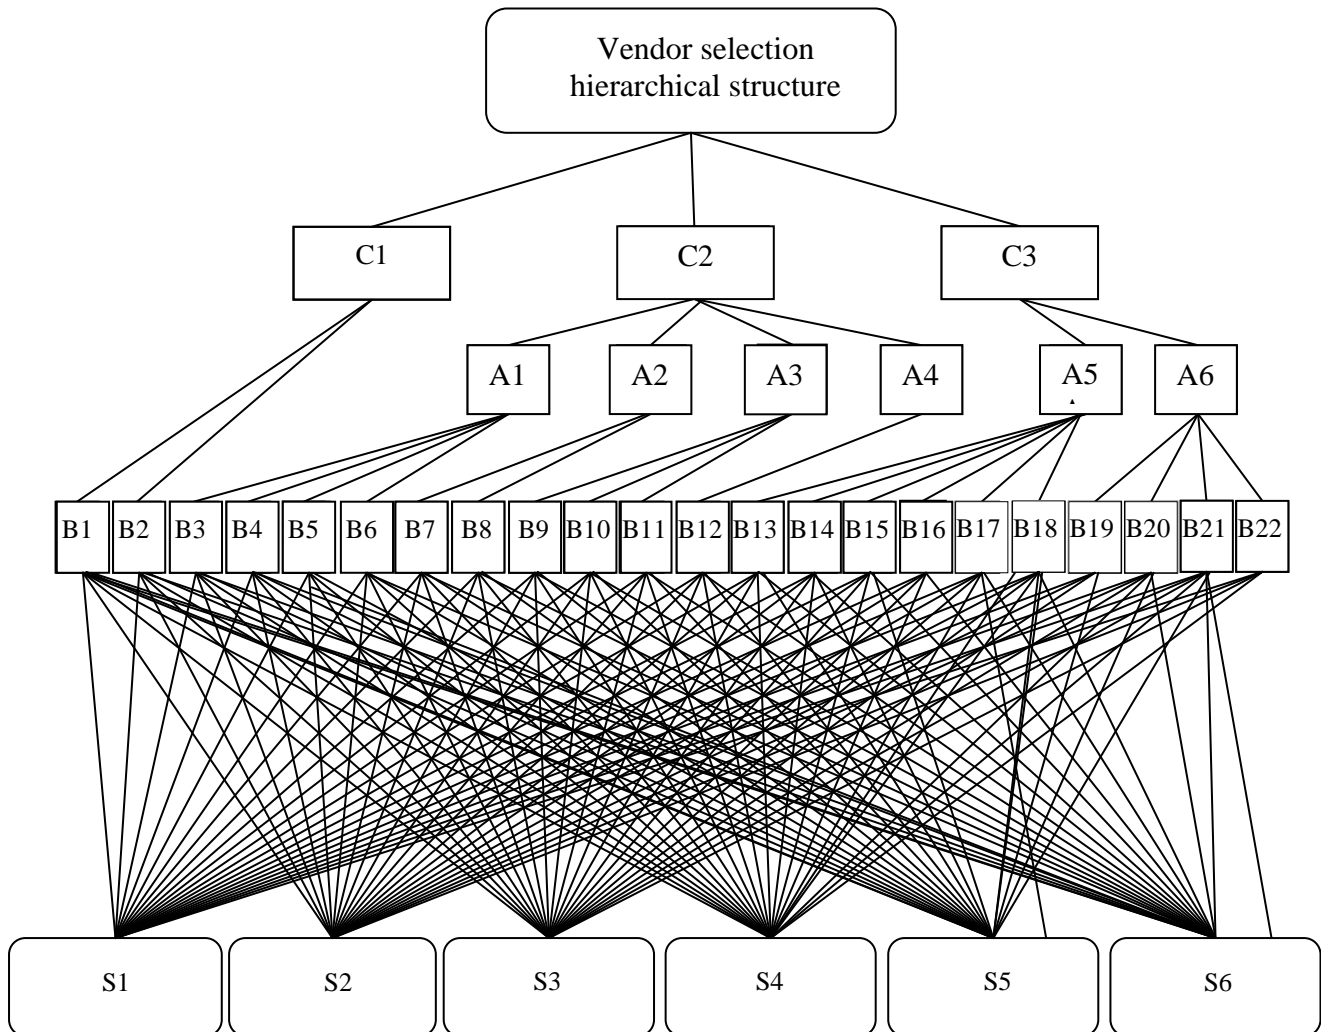 Vendor selection
hierarchical structure
C1 C2 C3
A1 A2 A3 A4 A5 A6
B1 B2 B3 B4 B5 B6 B7 B8 B9 B10 B11 B12 B13 B14 B15 B16 B17 B18 B19 B20 B21 B22
S1 S2 S3 S4 S5 S6